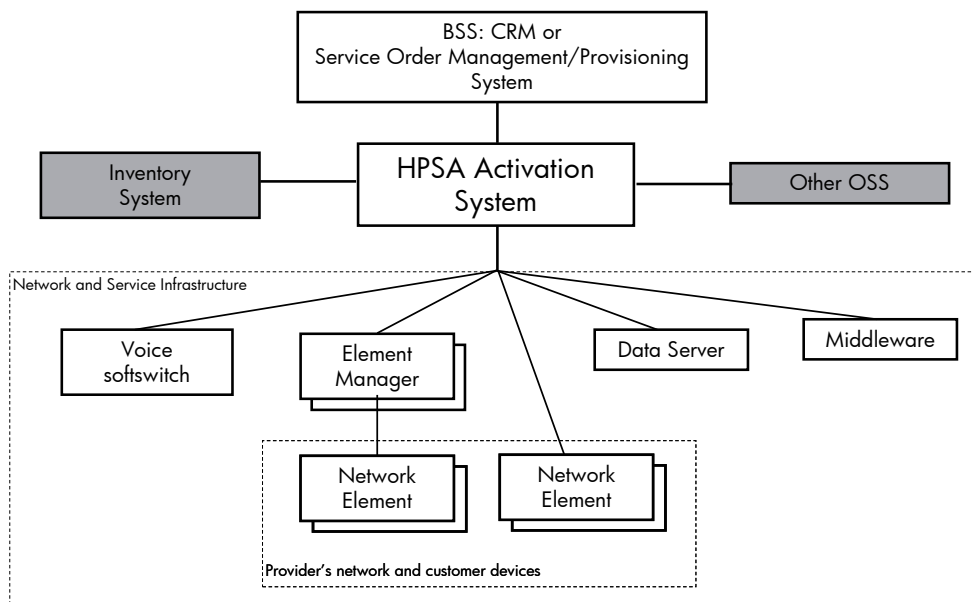 BSS: CRM or
Service Order Management/Provisioning
System
Inventory
System
HPSA Activation
System
Other OSS
Network and Service Infrastructure
Voice
softswitch
Element
Manager
Data Server
Middleware
Network
Element
Network
Element
Provider's network and customer devices